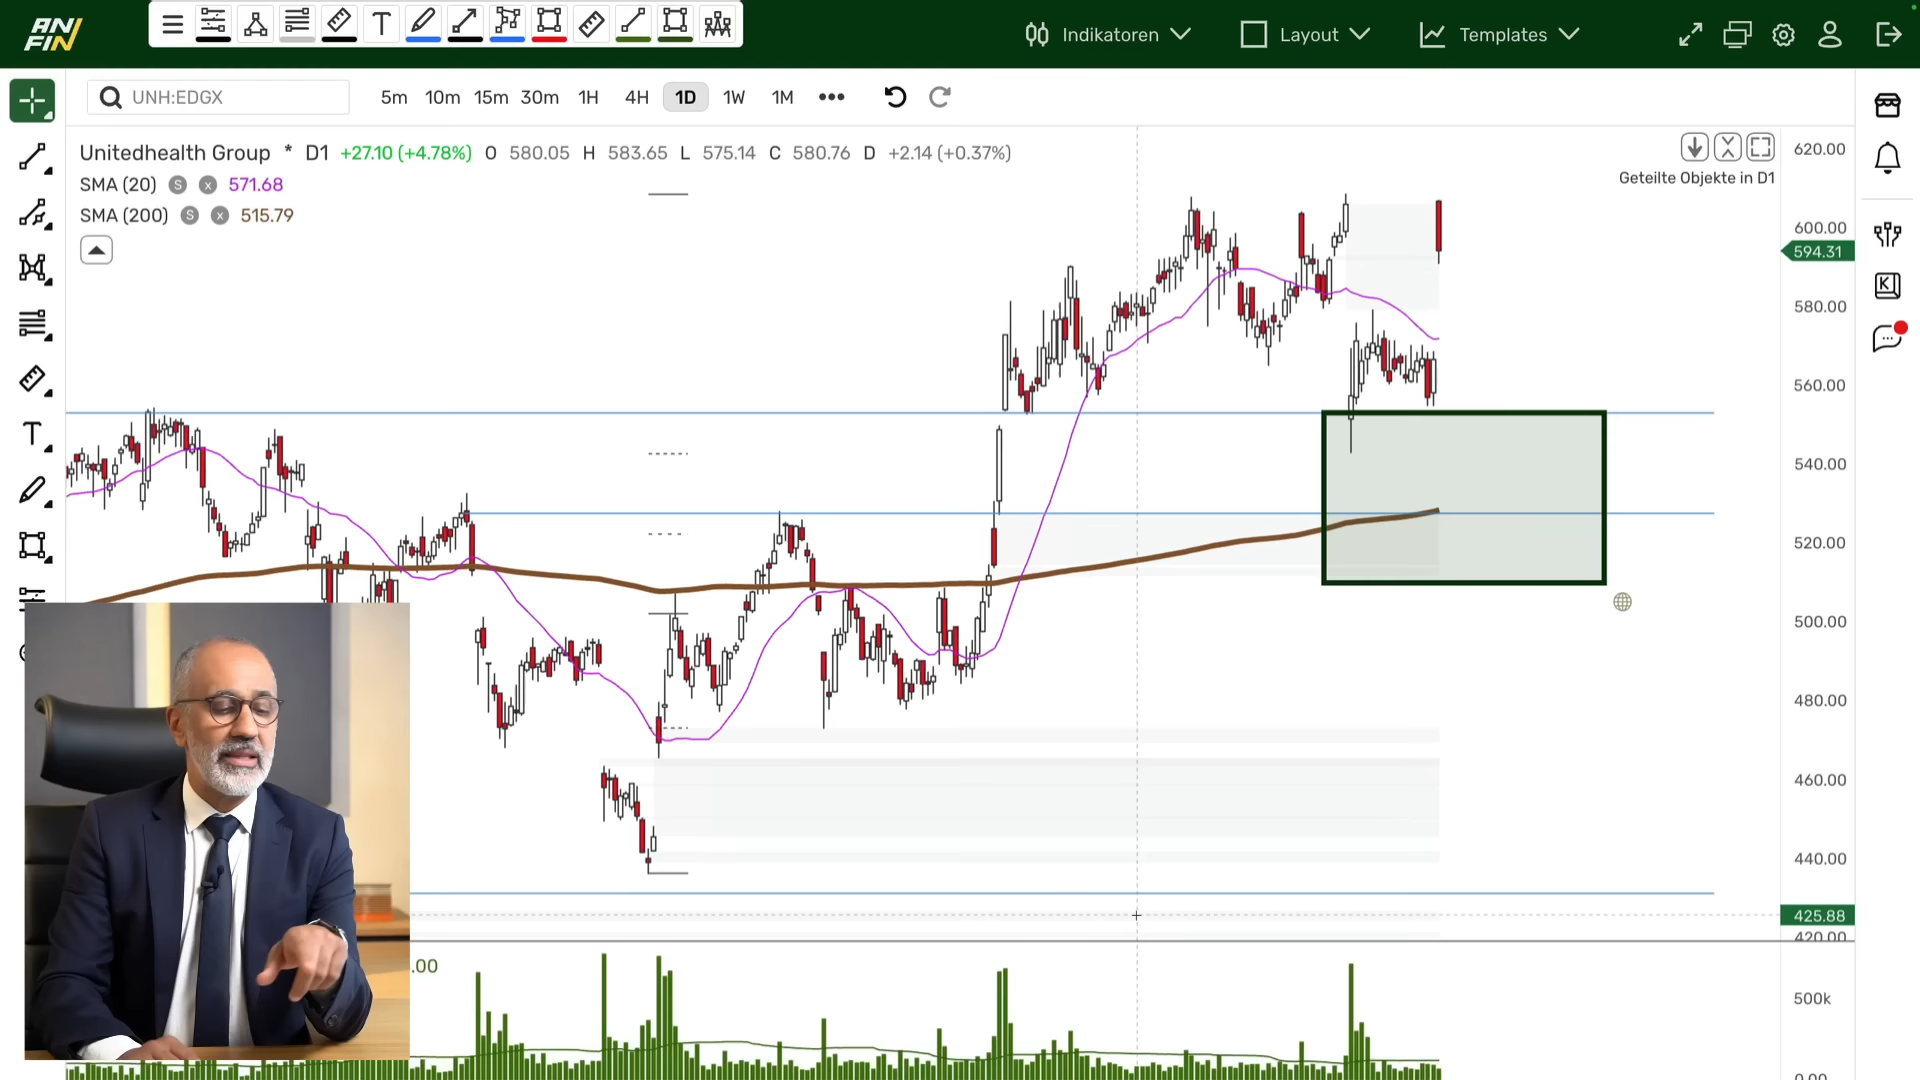 AN
FIN
T
Indikatoren
Layout
Templates
UNH:EDGX
5m 10m 15m 30m 1H 4H 1D 1W 1M
Unitedhealth Group * D1 +27.10 (+4.78%) O 580.05 H 583.65 L 575.14 C 580.76 D +2.14 (+0.37%)
SMA (20) S x 571.68
SMA (200) S x 515.79
Geteilte Objekte in D1
T
K
620.00
600.00
594.31
580.00
560.00
540.00
520.00
500.00
480.00
460.00
440.00
425.88
420.00
.00
500k
0.00